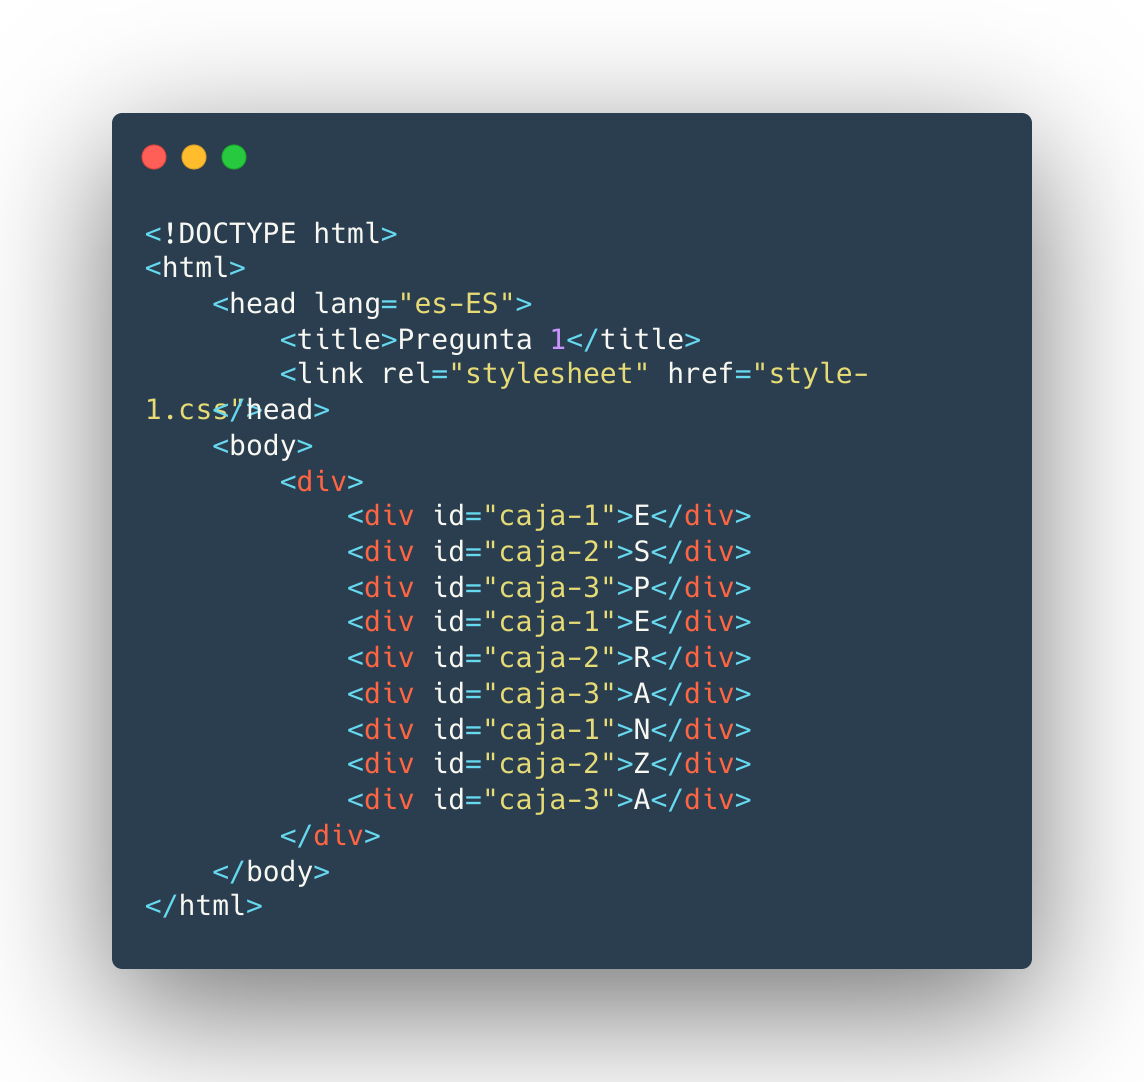 <!DOCTYPE html>
<html>
    <head lang="es-ES">
        <title>Pregunta 1</title>
        <link rel="stylesheet" href="style-
1.css">
    </head>
    <body>
        <div>
            <div id="caja-1">E</div>
            <div id="caja-2">S</div>
            <div id="caja-3">P</div>
            <div id="caja-1">E</div>
            <div id="caja-2">R</div>
            <div id="caja-3">A</div>
            <div id="caja-1">N</div>
            <div id="caja-2">Z</div>
            <div id="caja-3">A</div>
        </div>
    </body>
</html>